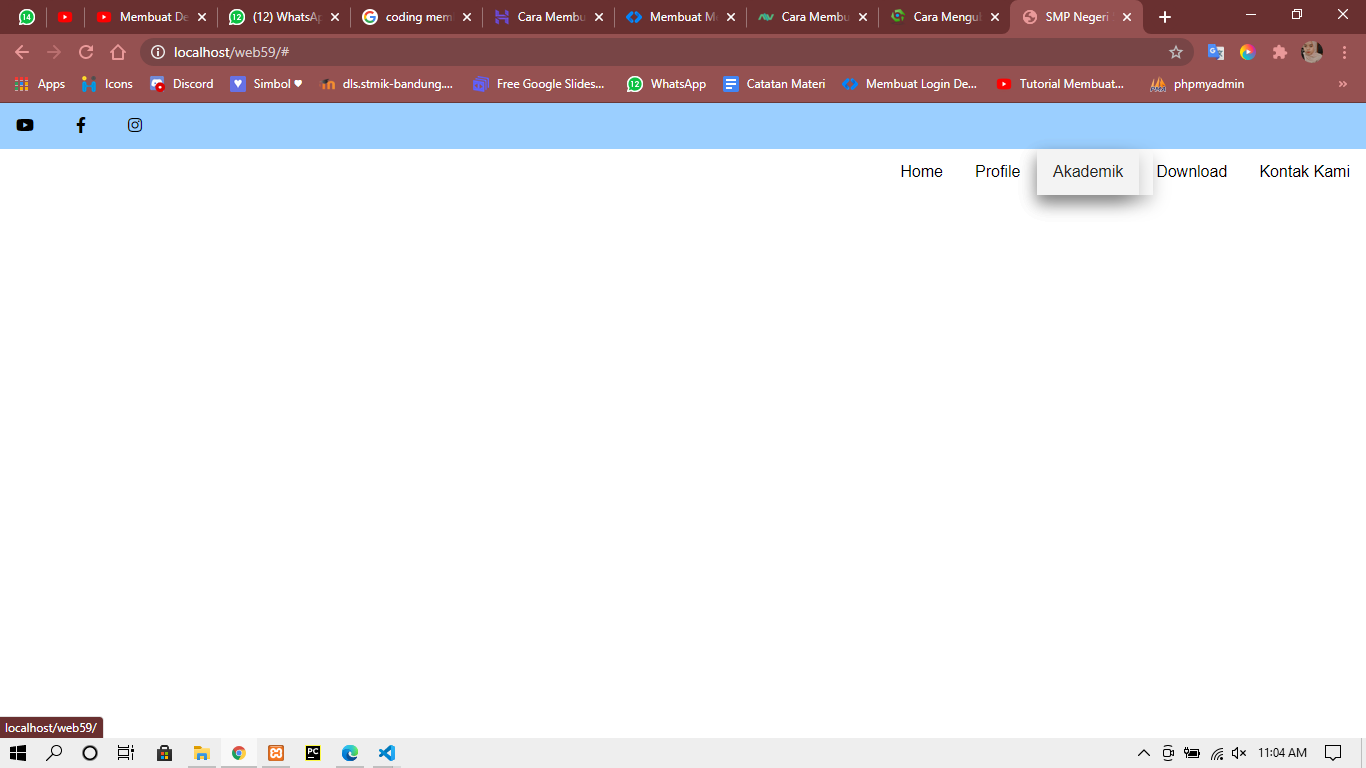 14 Membuat De (12) WhatsAp coding mem Cara Membu Membuat M Cara Membu Cara Mengul SMP Negeri
localhost/web59/#
Apps Icons Discord Simbol ♥ dls.stmik-bandung.... Free Google Slides... 12 WhatsApp Catatan Materi Membuat Login De... Tutorial Membuat... phpmyadmin »
Home Profile Akademik Download Kontak Kami
localhost/web59/
11:04 AM